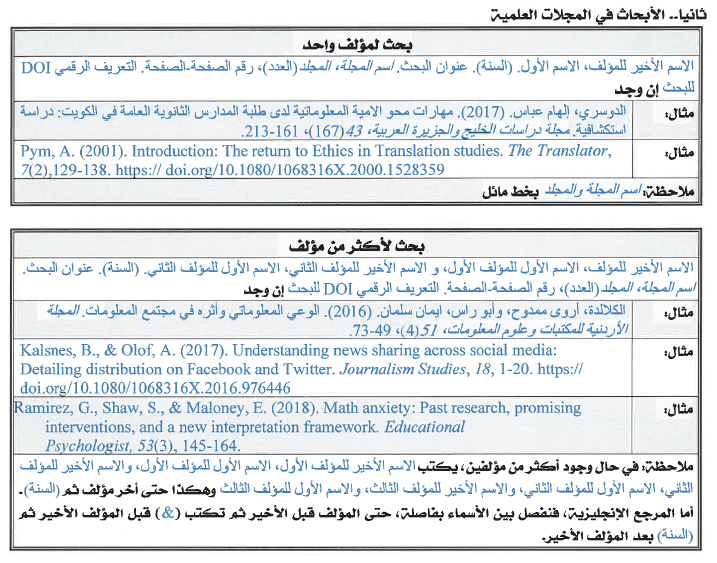 ثانيا.. الأبحاث في المجلات العلمية
بحث لمؤلف واحد
الاسم الأخير للمؤلف، الاسم الأول. (السنة). عنوان البحث. اسم المجلة، المجلد(العدد)، رقم الصفحة-الصفحة. التعريف الرقمي DOI
للبحث إن وجد
مثال:
الدوسري، إلهام عباس. (2017). مهارات محو الامية المعلوماتية لدى طلبة المدارس الثانوية العامة في الكويت: دراسة
استكشافية. مجلة دراسات الخليج والجزيرة العربية، 43(167)، 161-213.
مثال:
Pym, A. (2001). Introduction: The return to Ethics in Translation studies. The Translator,
7(2),129-138. https:// doi.org/10.1080/1068316X.2000.1528359
ملاحظة: اسم المجلة والمجلد بخط مائل
بحث لأكثر من مؤلف
الاسم الأخير للمؤلف، الاسم الأول للمؤلف الأول، و الاسم الأخير للمؤلف الثاني، الاسم الأول للمؤلف الثاني. (السنة). عنوان البحث.
اسم المجلة، المجلد(العدد)، رقم الصفحة-الصفحة. التعريف الرقمي DOI للبحث إن وجد
مثال:
الكلالدة، أروى ممدوح، وأبو راس، ايمان سلمان. (2016). الوعي المعلوماتي وأثره في مجتمع المعلومات. المجلة
الأردنية للمكتبات وعلوم المعلومات، 51(4)، 49-73.
مثال:
Kalsnes, B., & Olof, A. (2017). Understanding news sharing across social media:
Detailing distribution on Facebook and Twitter. Journalism Studies, 18, 1-20. https://
doi.org/10.1080/1068316X.2016.976446
مثال:
Ramirez, G., Shaw, S., & Maloney, E. (2018). Math anxiety: Past research, promising
interventions, and a new interpretation framework. Educational
Psychologist, 53(3), 145-164.
ملاحظة: في حال وجود أكثر من مؤلفين، يكتب الاسم الأخير للمؤلف الأول، الاسم الأول للمؤلف الأول، والاسم الأخير للمؤلف
الثاني، الاسم الأول للمؤلف الثاني، والاسم الأخير للمؤلف الثالث، والاسم الأول للمؤلف الثالث وهكذا حتى أخر مؤلف ثم (السنة).
أما المرجع الإنجليزية، فنفصل بين الأسماء بفاصلة، حتى المؤلف قبل الأخير ثم تكتب (&) قبل المؤلف الأخير ثم
(السنة) بعد المؤلف الأخير.